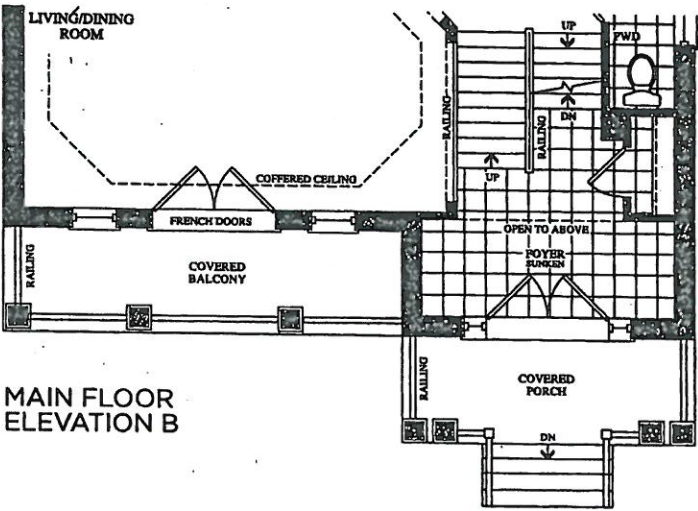 LIVING/DINING
ROOM
UP
PWD
RAILING
DN
RAILING
UP
COFFERED CEILING
FRENCH DOORS
OPEN TO ABOVE
FOYER
SUNKEN
RAILING
COVERED
BALCONY
RAILING
COVERED
PORCH
MAIN FLOOR
ELEVATION B
DN